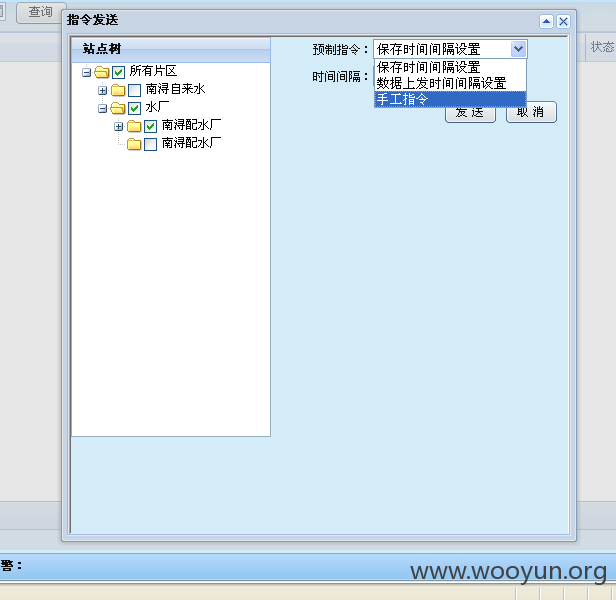 查询
指令发送
状态
站点树
所有片区
南浔自来水
水厂
南浔配水厂
南浔配水厂
预制指令：
保存时间间隔设置
保存时间间隔设置
数据上发时间间隔设置
手工指令
时间间隔：
发 送
取 消
警：
www.wooyun.org